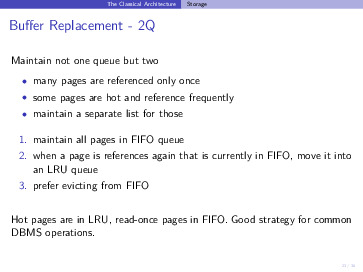 The Classical Architecture Storage
Buffer Replacement - 2Q
Maintain not one queue but two
• many pages are referenced only once
• some pages are hot and reference frequently
• maintain a separate list for those
1. maintain all pages in FIFO queue
2. when a page is references again that is currently in FIFO, move it into
an LRU queue
3. prefer evicting from FIFO
Hot pages are in LRU, read-once pages in FIFO. Good strategy for common
DBMS operations.